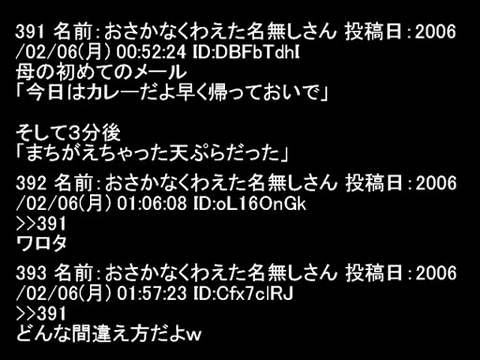 391 名前：おさかなくわえた名無しさん 投稿日：2006
/02/06(月) 00:52:24 ID:DBFbTdhI
母の初めてのメール
「今日はカレーだよ早く帰っておいで」
そして３分後
「まちがえちゃった天ぷらだった」
392 名前：おさかなくわえた名無しさん 投稿日：2006
/02/06(月) 01:06:08 ID:oL16OnGk
>>391
ワロタ
393 名前：おさかなくわえた名無しさん 投稿日：2006
/02/06(月) 01:57:23 ID:Cfx7clRJ
>>391
どんな間違え方だよｗ